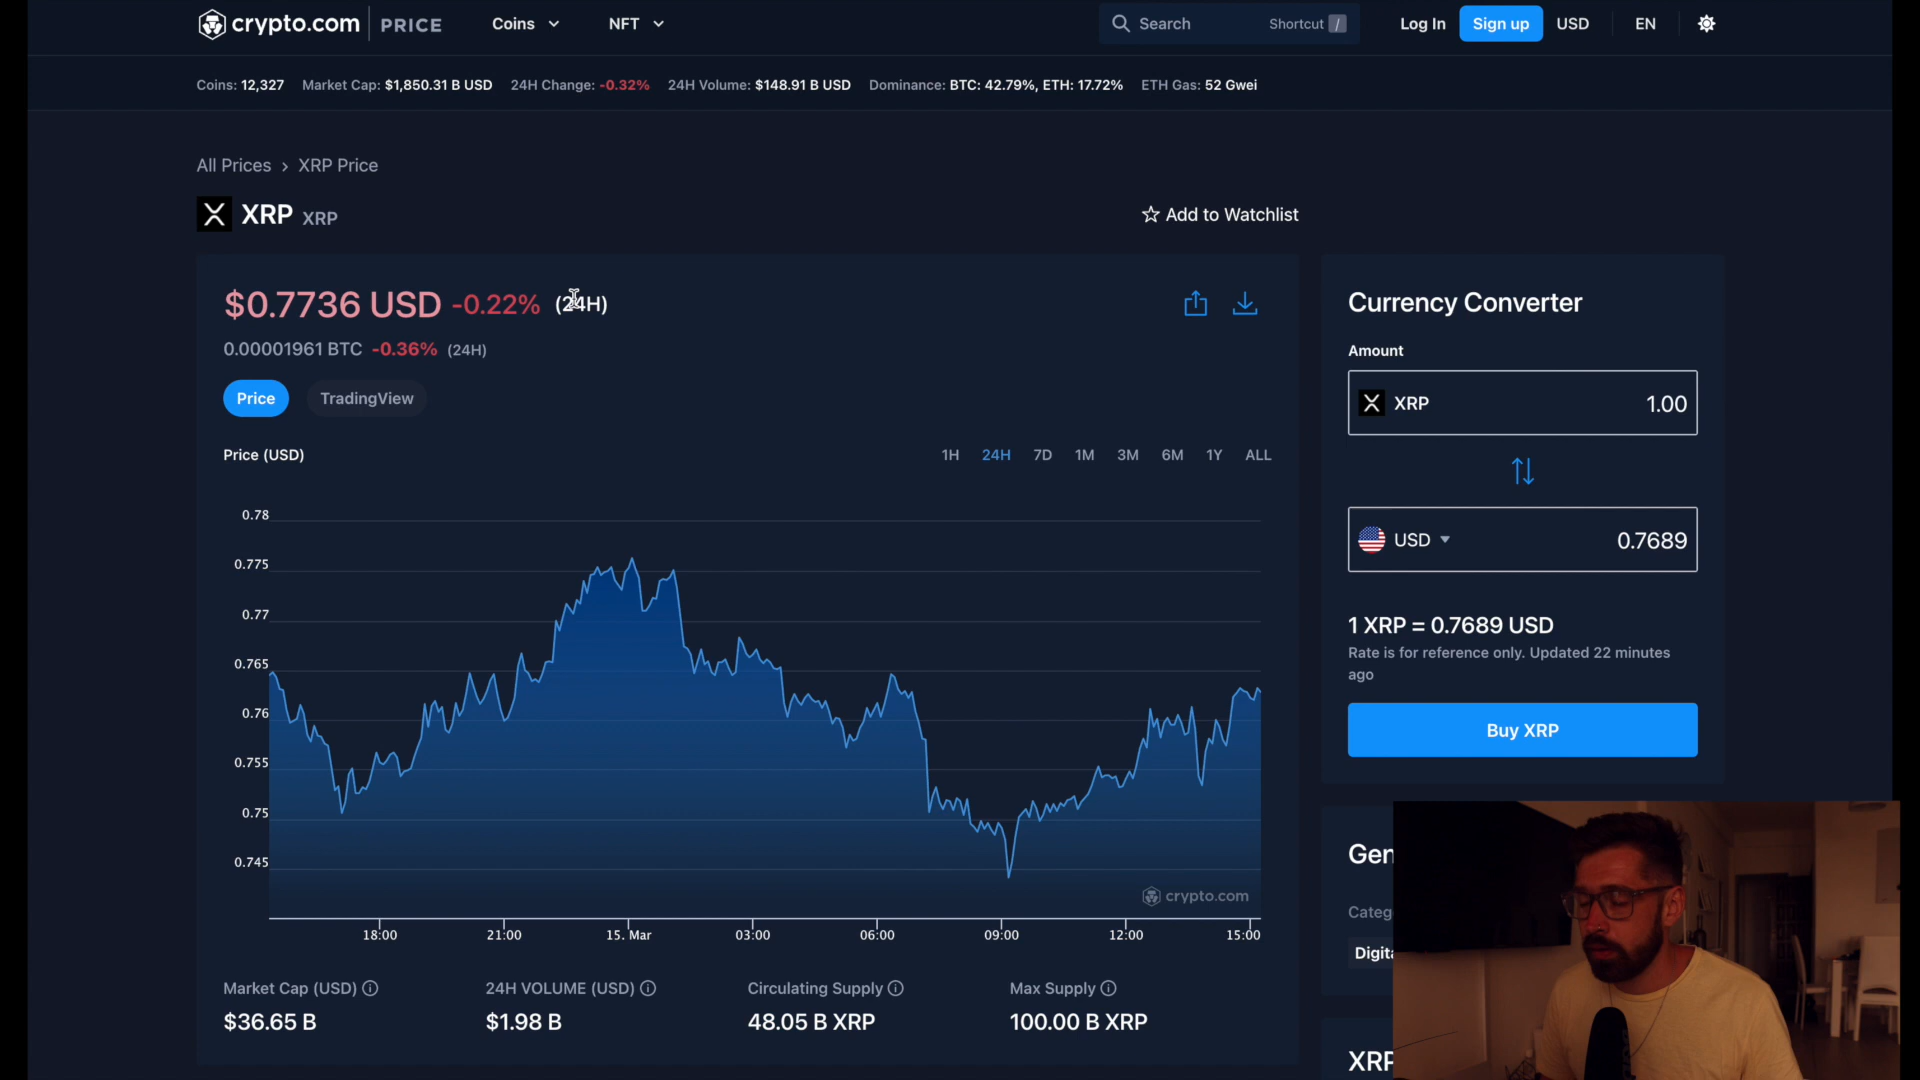 crypto.com PRICE Coins NFT Search Shortcut / Log In Sign up USD EN
Coins: 12,327 Market Cap: $1,850.31 B USD 24H Change: -0.32% 24H Volume: $148.91 B USD Dominance: BTC: 42.79%, ETH: 17.72% ETH Gas: 52 Gwei
All Prices > XRP Price
XRP XRP
Add to Watchlist
$0.7736 USD -0.22% (24H)
0.00001961 BTC -0.36% (24H)
Price TradingView
Price (USD)
1H 24H 7D 1M 3M 6M 1Y ALL
0.78
0.775
0.77
0.765
0.76
0.755
0.75
0.745
crypto.com
18:00 21:00 15. Mar 03:00 06:00 09:00 12:00 15:00
Market Cap (USD) 24H VOLUME (USD) Circulating Supply Max Supply
$36.65 B $1.98 B 48.05 B XRP 100.00 B XRP
Currency Converter
Amount
XRP 1.00
USD 0.7689
1 XRP = 0.7689 USD
Rate is for reference only. Updated 22 minutes
ago
Buy XRP
Gen
Categ
Digita
XRP